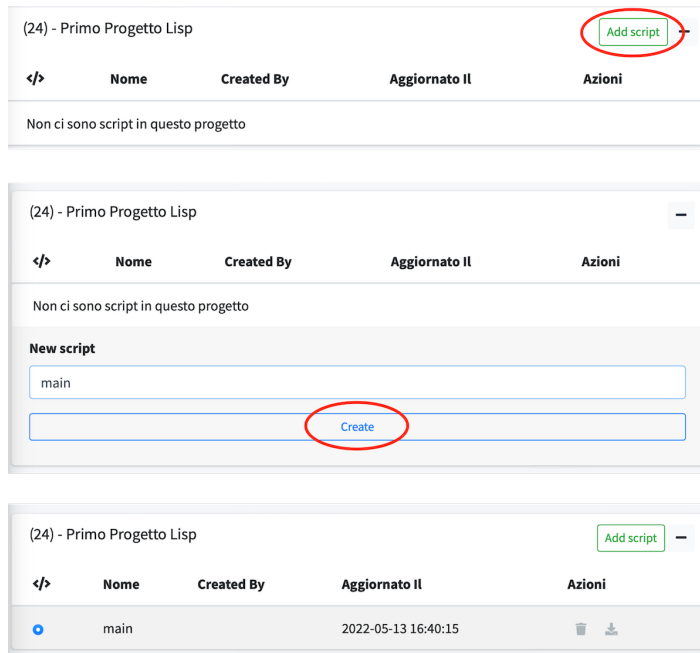 (24) - Primo Progetto Lisp Add script −
</> Nome Created By Aggiornato Il Azioni
Non ci sono script in questo progetto
(24) - Primo Progetto Lisp −
</> Nome Created By Aggiornato Il Azioni
Non ci sono script in questo progetto
New script
main
Create
(24) - Primo Progetto Lisp Add script −
</> Nome Created By Aggiornato Il Azioni
main 2022-05-13 16:40:15